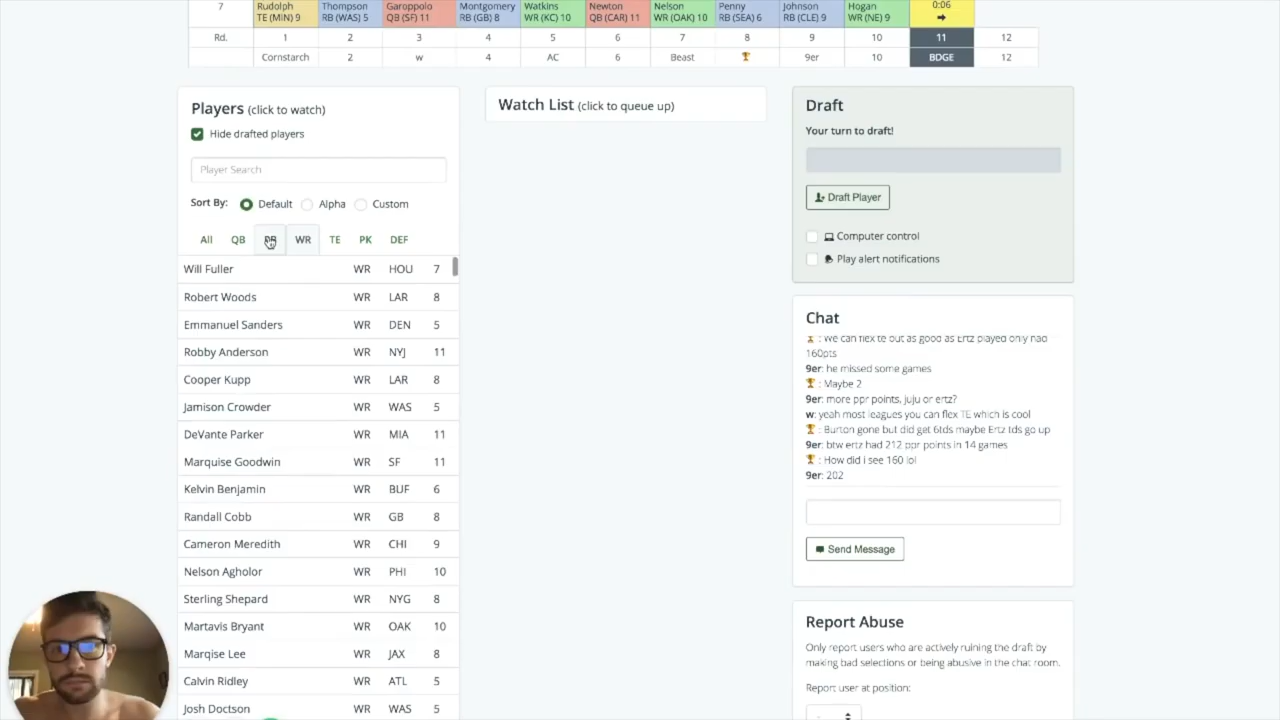 7 Rudolph Thompson Garoppolo Montgomery Watkins Newton Nelson Penny Johnson Hogan 0:06
TE (MIN) 9 RB (WAS) 5 QB (SF) 11 RB (GB) 8 WR (KC) 10 QB (CAR) 11 WR (OAK) 10 RB (SEA) 6 RB (CLE) 9 WR (NE) 9
Rd. 1 2 3 4 5 6 7 8 9 10 11 12
Cornstarch 2 w 4 AC 6 Beast 9er 10 BDGE 12
Players (click to watch)
Hide drafted players
Player Search
Sort By: Default Alpha Custom
All QB WR TE PK DEF
Will Fuller WR HOU 7
Robert Woods WR LAR 8
Emmanuel Sanders WR DEN 5
Robby Anderson WR NYJ 11
Cooper Kupp WR LAR 8
Jamison Crowder WR WAS 5
DeVante Parker WR MIA 11
Marquise Goodwin WR SF 11
Kelvin Benjamin WR BUF 6
Randall Cobb WR GB 8
Cameron Meredith WR CHI 9
Nelson Agholor WR PHI 10
Sterling Shepard WR NYG 8
Martavis Bryant WR OAK 10
Marqise Lee WR JAX 8
Calvin Ridley WR ATL 5
Josh Doctson WR WAS 5
Watch List (click to queue up)
Draft
Your turn to draft!
Draft Player
Computer control
Play alert notifications
Chat
: We can flex te out as good as Ertz played only had
160pts
9er: he missed some games
: Maybe 2
9er: more ppr points, juju or ertz?
w: yeah most leagues you can flex TE which is cool
: Burton gone but did get 6tds maybe Ertz tds go up
9er: btw ertz had 212 ppr points in 14 games
: How did i see 160 lol
9er: 202
Send Message
Report Abuse
Only report users who are actively ruining the draft by
making bad selections or being abusive in the chat room.
Report user at position: